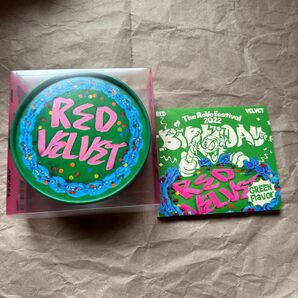 RED
VELVET
RED
VELVET
The ReVe Festival
2022
BiRTHDAY
RED
VELVET
GREEN
Flavor